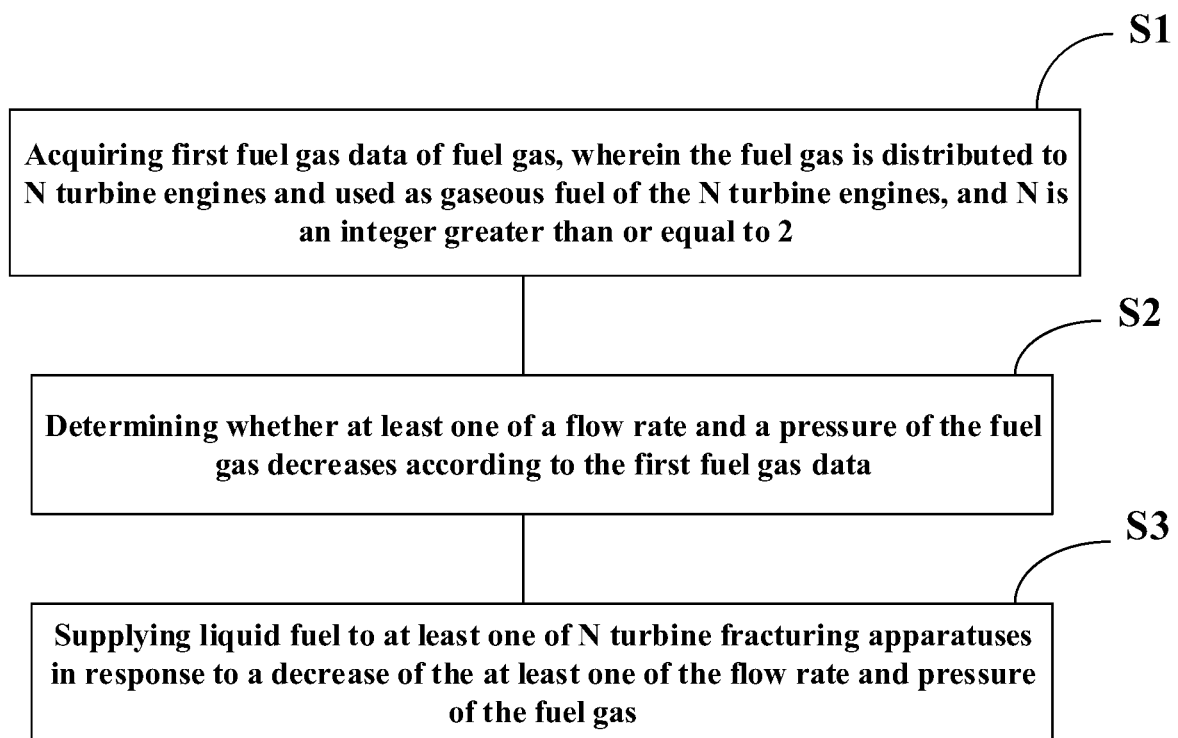 S1
Acquiring first fuel gas data of fuel gas, wherein the fuel gas is distributed to
N turbine engines and used as gaseous fuel of the N turbine engines, and N is
an integer greater than or equal to 2
S2
Determining whether at least one of a flow rate and a pressure of the fuel
gas decreases according to the first fuel gas data
S3
Supplying liquid fuel to at least one of N turbine fracturing apparatuses
in response to a decrease of the at least one of the flow rate and pressure
of the fuel gas